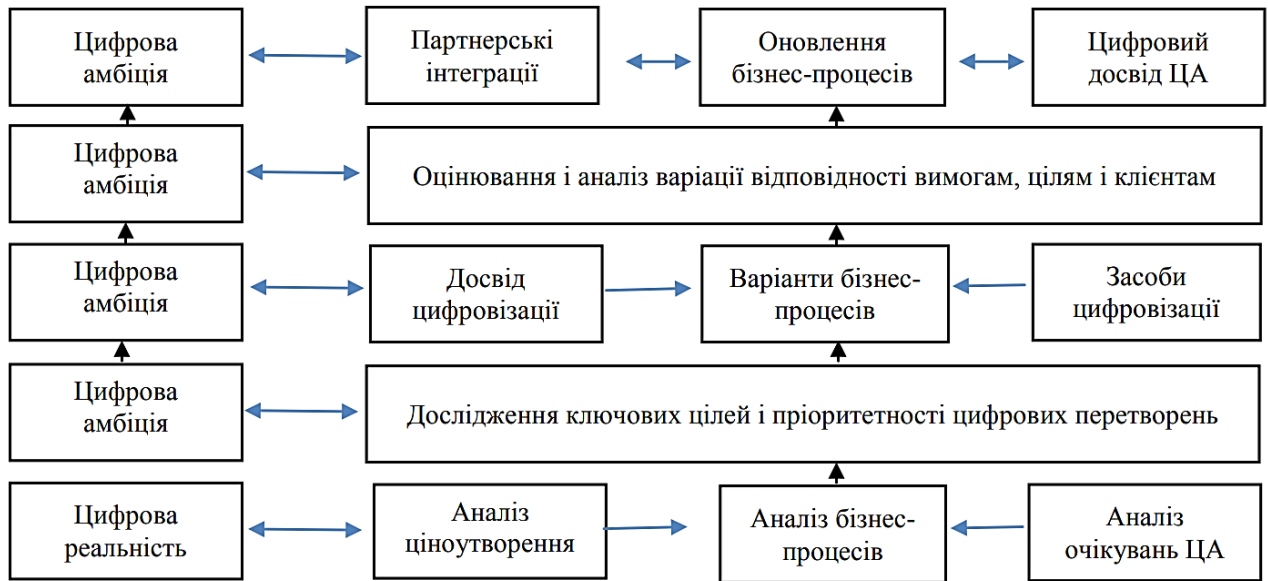 Цифрова
амбіція
Партнерські
інтеграції
Оновлення
бізнес-процесів
Цифровий
досвід ЦА
Цифрова
амбіція
Оцінювання і аналіз варіації відповідності вимогам, цілям і клієнтам
Цифрова
амбіція
Досвід
цифровізації
Варіанти бізнес-
процесів
Засоби
цифровізації
Цифрова
амбіція
Дослідження ключових цілей і пріоритетності цифрових перетворень
Цифрова
реальність
Аналіз
ціноутворення
Аналіз бізнес-
процесів
Аналіз
очікувань ЦА